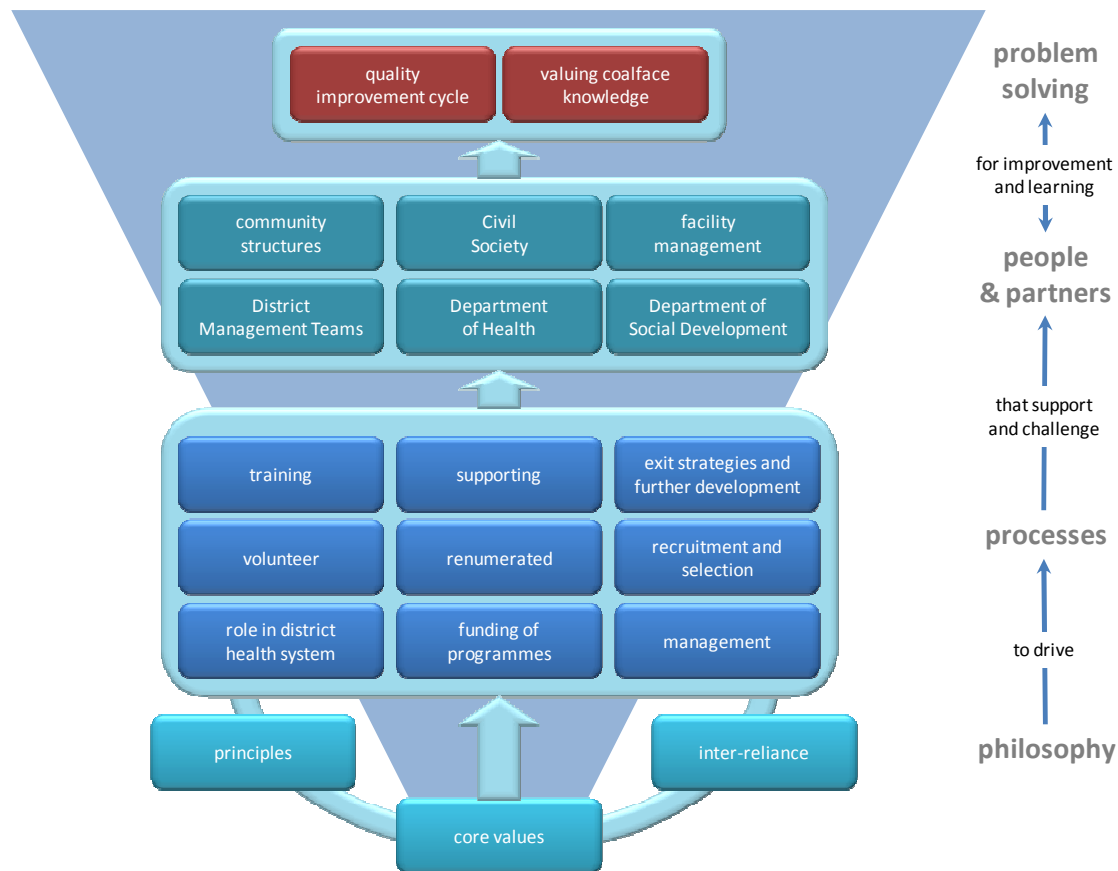 quality
improvement cycle
valuing coalface
knowledge
problem
solving
for improvement
and learning
community
structures
Civil
Society
facility
management
people
& partners
District
Management Teams
Department
of Health
Department of
Social Development
that support
and challenge
training
supporting
exit strategies and
further development
volunteer
renumerated
recruitment and
selection
processes
role in district
health system
funding of
programmes
management
to drive
principles
inter-reliance
philosophy
core values